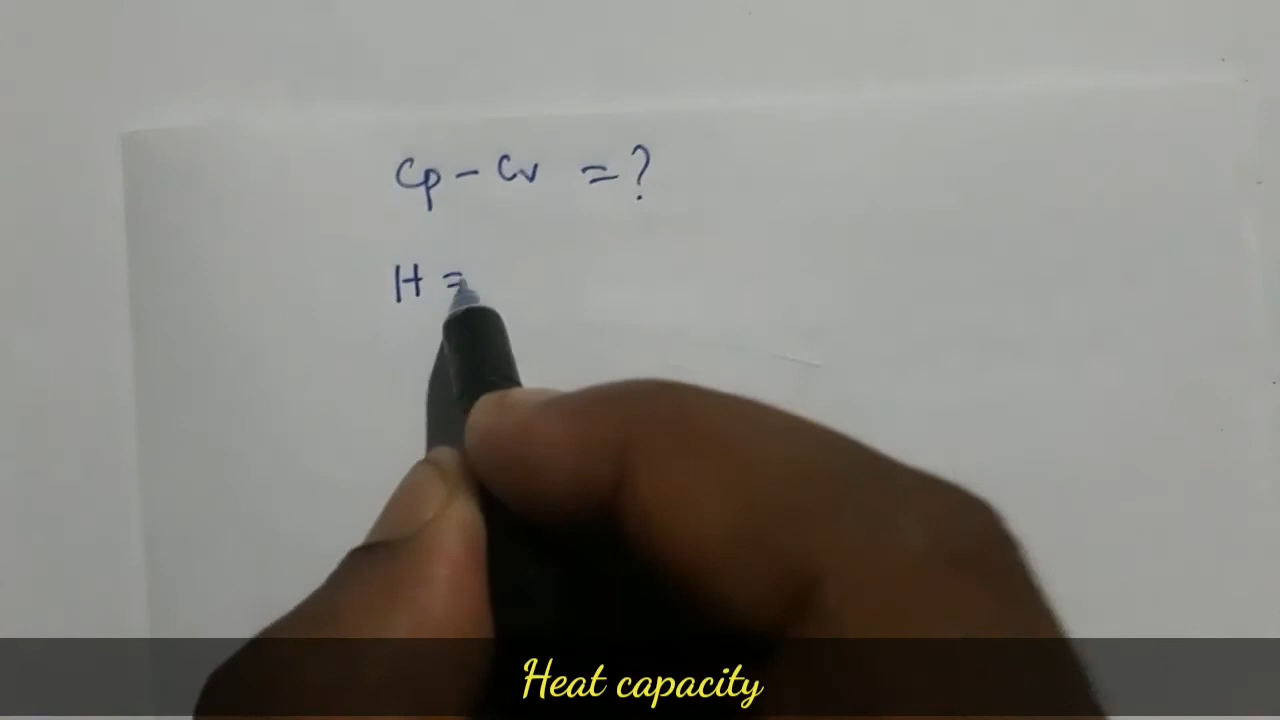 Cp - Cv = ?
H =
Heat capacity